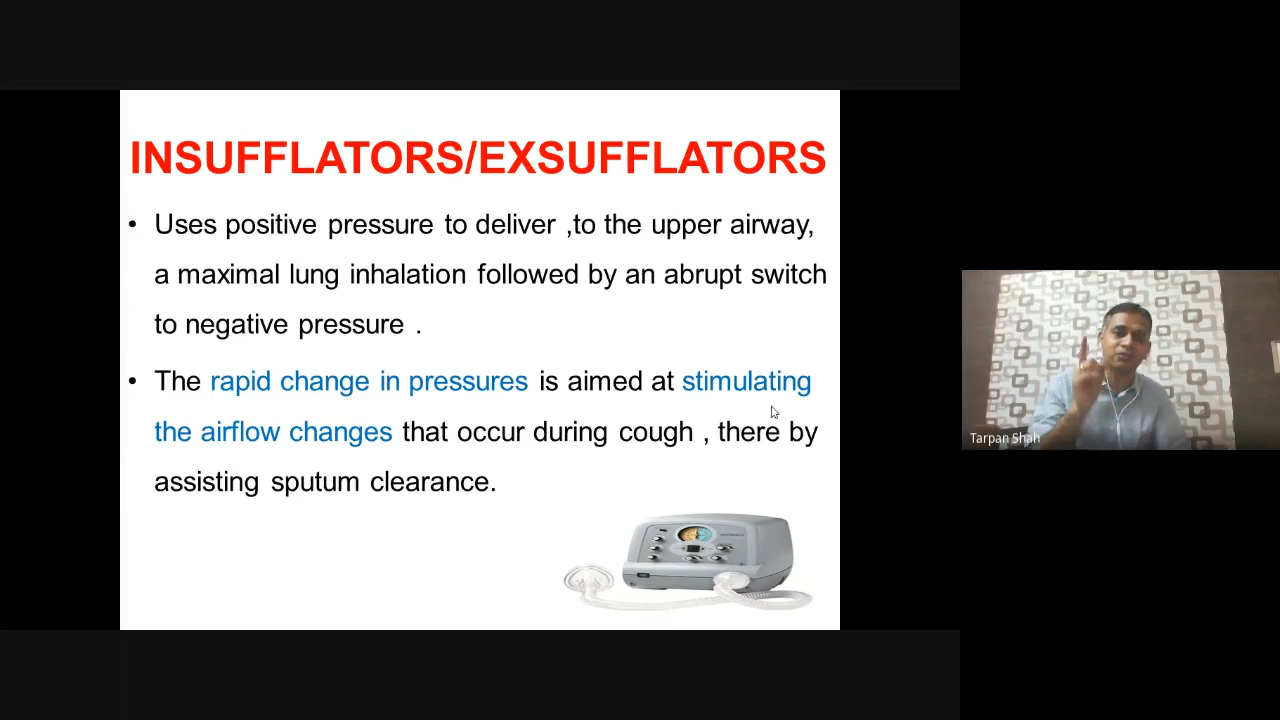 INSUFFLATORS/EXSUFFLATORS
• Uses positive pressure to deliver ,to the upper airway,
a maximal lung inhalation followed by an abrupt switch
to negative pressure .
• The rapid change in pressures is aimed at stimulating
the airflow changes that occur during cough , there by
assisting sputum clearance.
Tarpan Shah